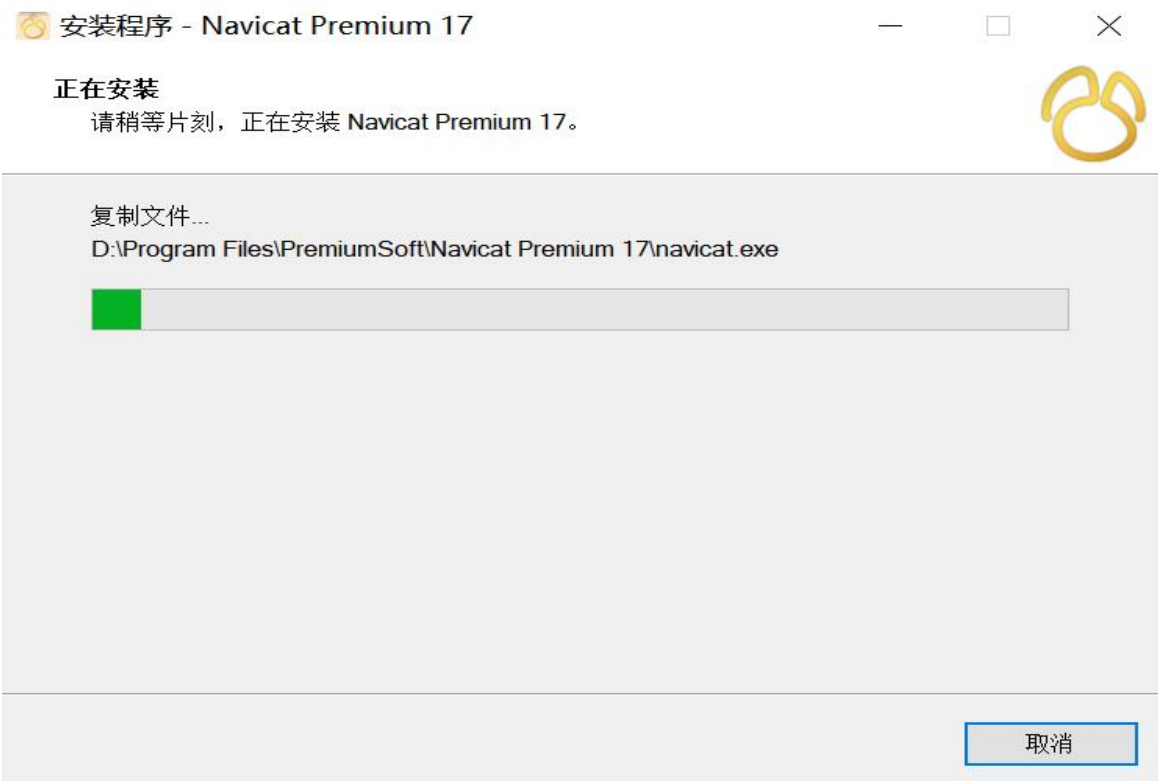 安装程序 - Navicat Premium 17
正在安装
请稍等片刻，正在安装 Navicat Premium 17。
复制文件...
D:\Program Files\PremiumSoft\Navicat Premium 17\navicat.exe
取消